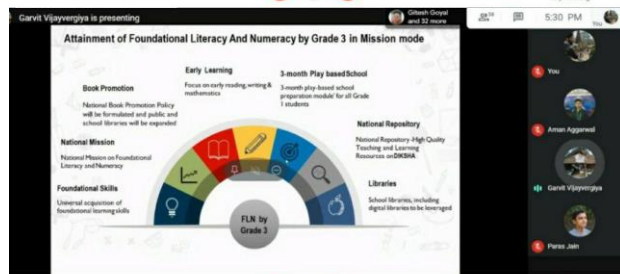 Garvit Vijayvergiya is presenting
Gitesh Goyal
and 32 more
5:30 PM
You
Attainment of Foundational Literacy And Numeracy by Grade 3 in Mission mode
Early Learning
Focus on early reading, writing &
mathematics
3-month Play basedSchool
3-month play-based school
preparation module' for all Grade
1 students
Book Promotion
National Book Promotion Policy
will be formulated and public and
school libraries will be expanded
National Repository
National Repository -High Quality
Teaching and Learning
Resources on DIKSHA
National Mission
National Mission on Foundational
Literacy and Numeracy
Libraries
School libraries, including
digital libraries to be leveraged
Foundational Skills
Universal acquisition of
foundational learning skills
FLN by
Grade 3
You
Aman Aggarwal
Garvit Vijayvergiya
Paras Jain